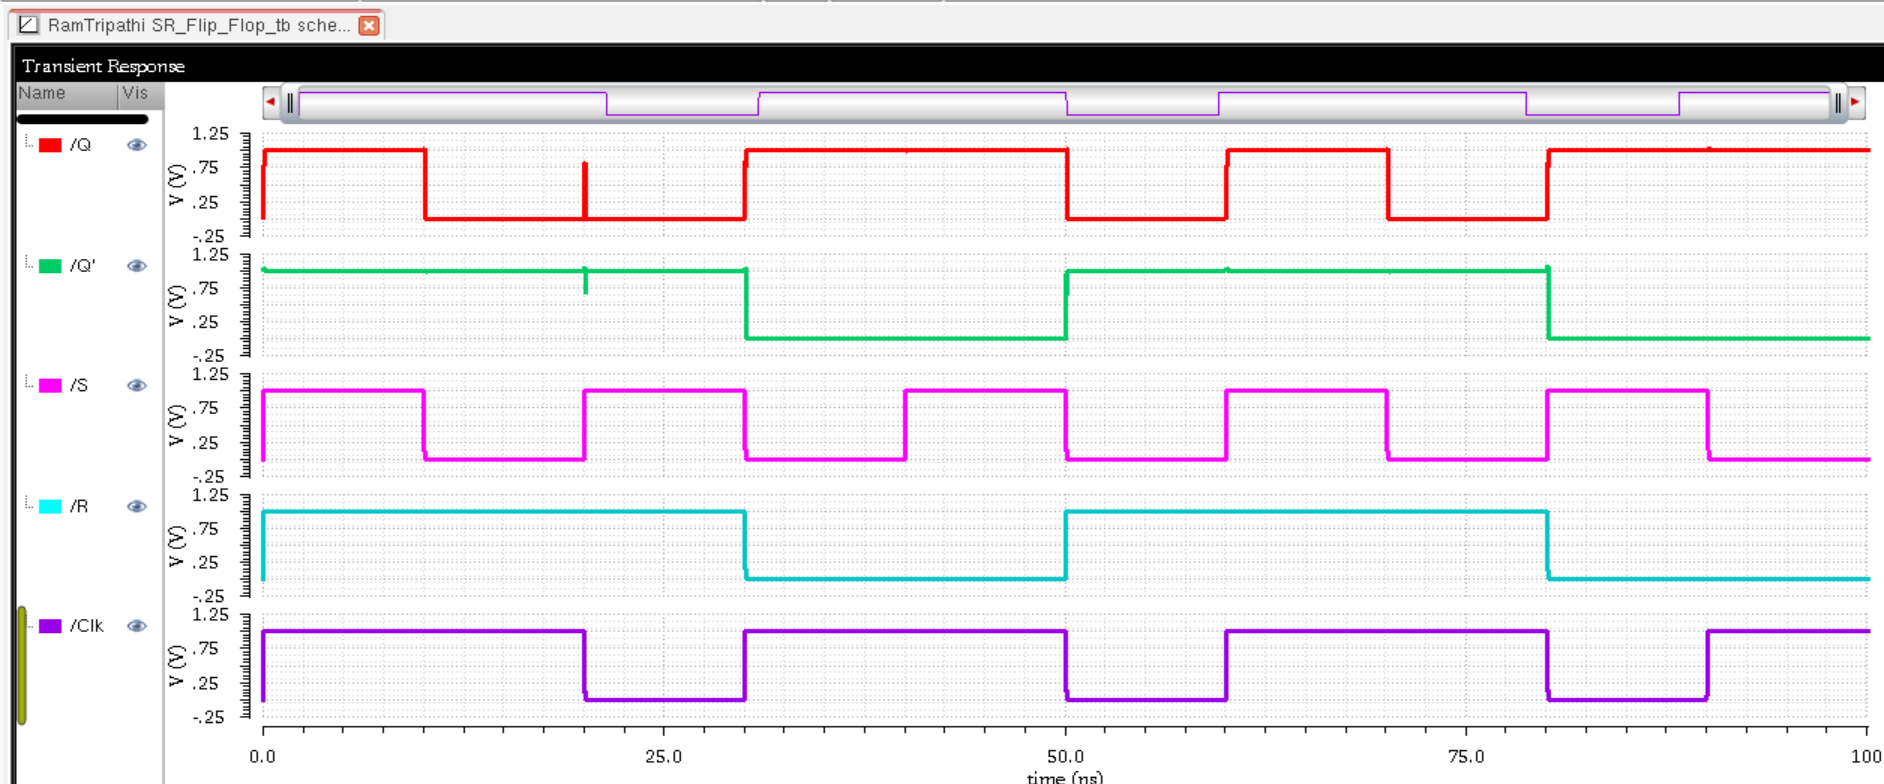 RamTripathi SR_Flip_Flop_tb sche...
Transient Response
Name Vis
/Q
1.25
.75
.25
-.25
V (V)
/Q'
1.25
.75
.25
-.25
V (V)
/S
1.25
.75
.25
-.25
V (V)
/R
1.25
.75
.25
-.25
V (V)
/Clk
1.25
.75
.25
-.25
V (V)
0.0 25.0 50.0 75.0 100
time (ns)